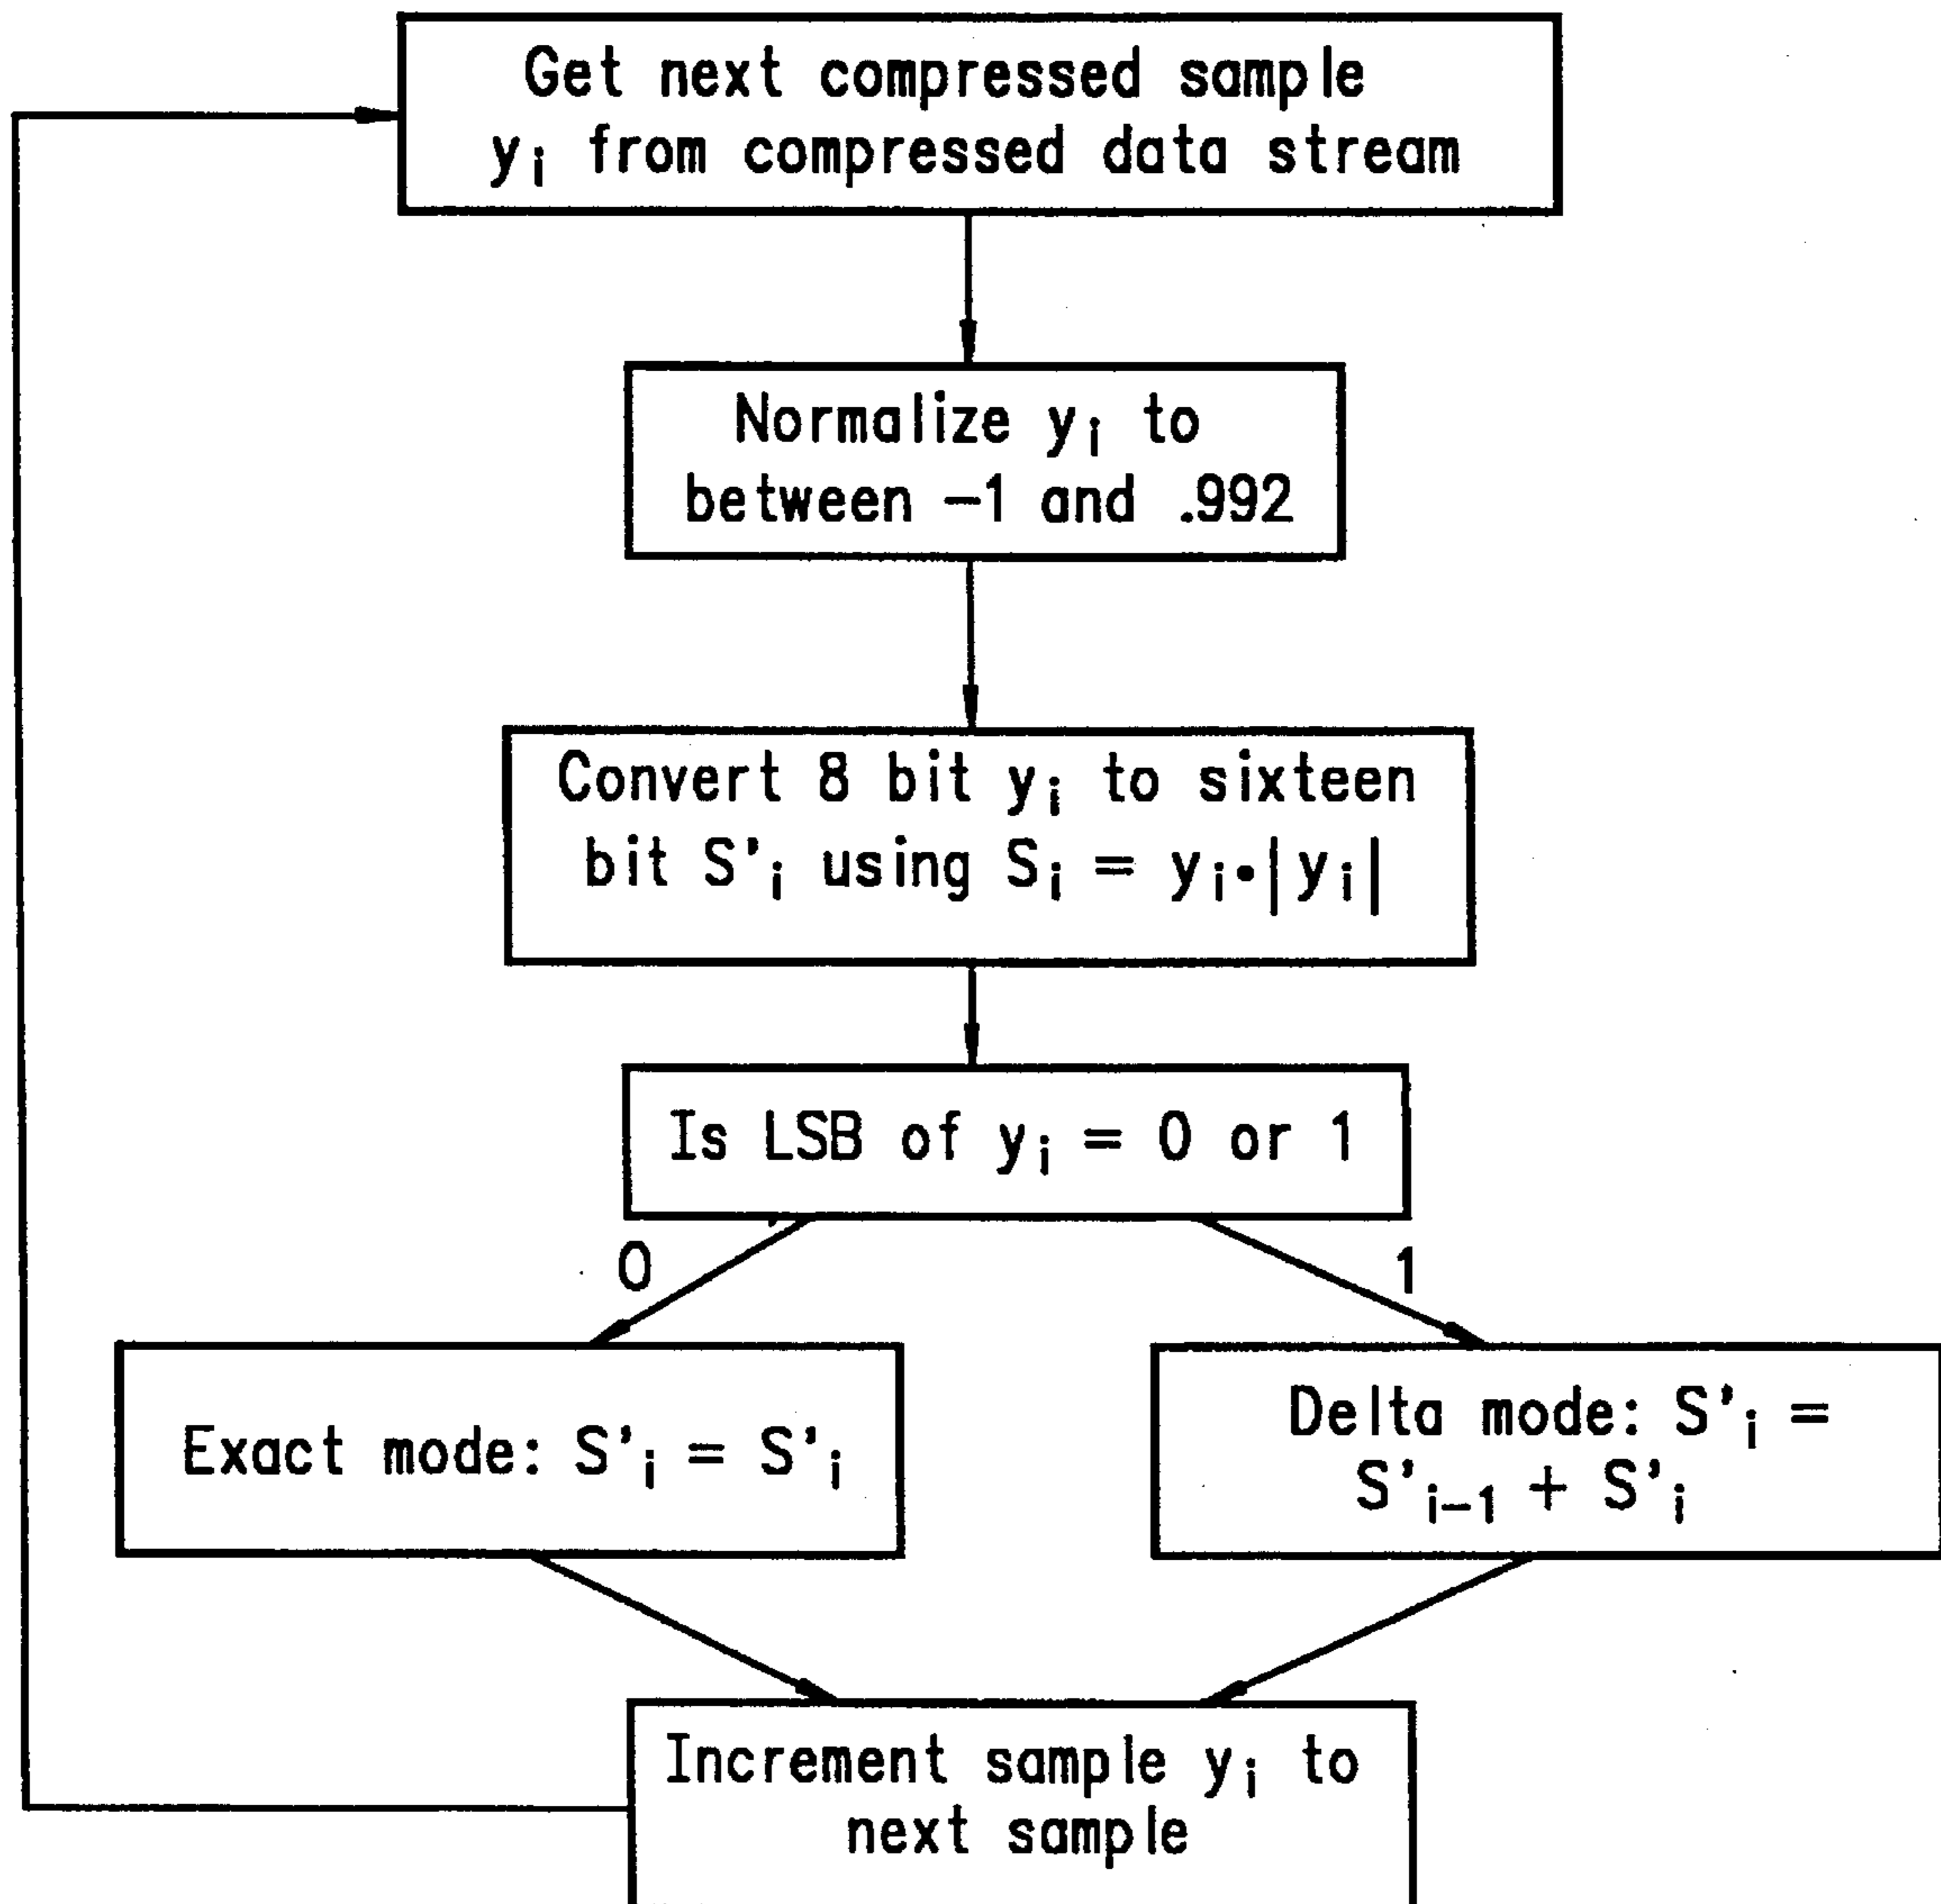 Get next compressed sample
yᵢ from compressed data stream
Normalize yᵢ to
between −1 and .992
Convert 8 bit yᵢ to sixteen
bit S'ᵢ using Sᵢ = yᵢ•|yᵢ|
Is LSB of yᵢ = 0 or 1
0
1
Exact mode: S'ᵢ = S'ᵢ
Delta mode: S'ᵢ =
S'ᵢ₋₁ + S'ᵢ
Increment sample yᵢ to
next sample